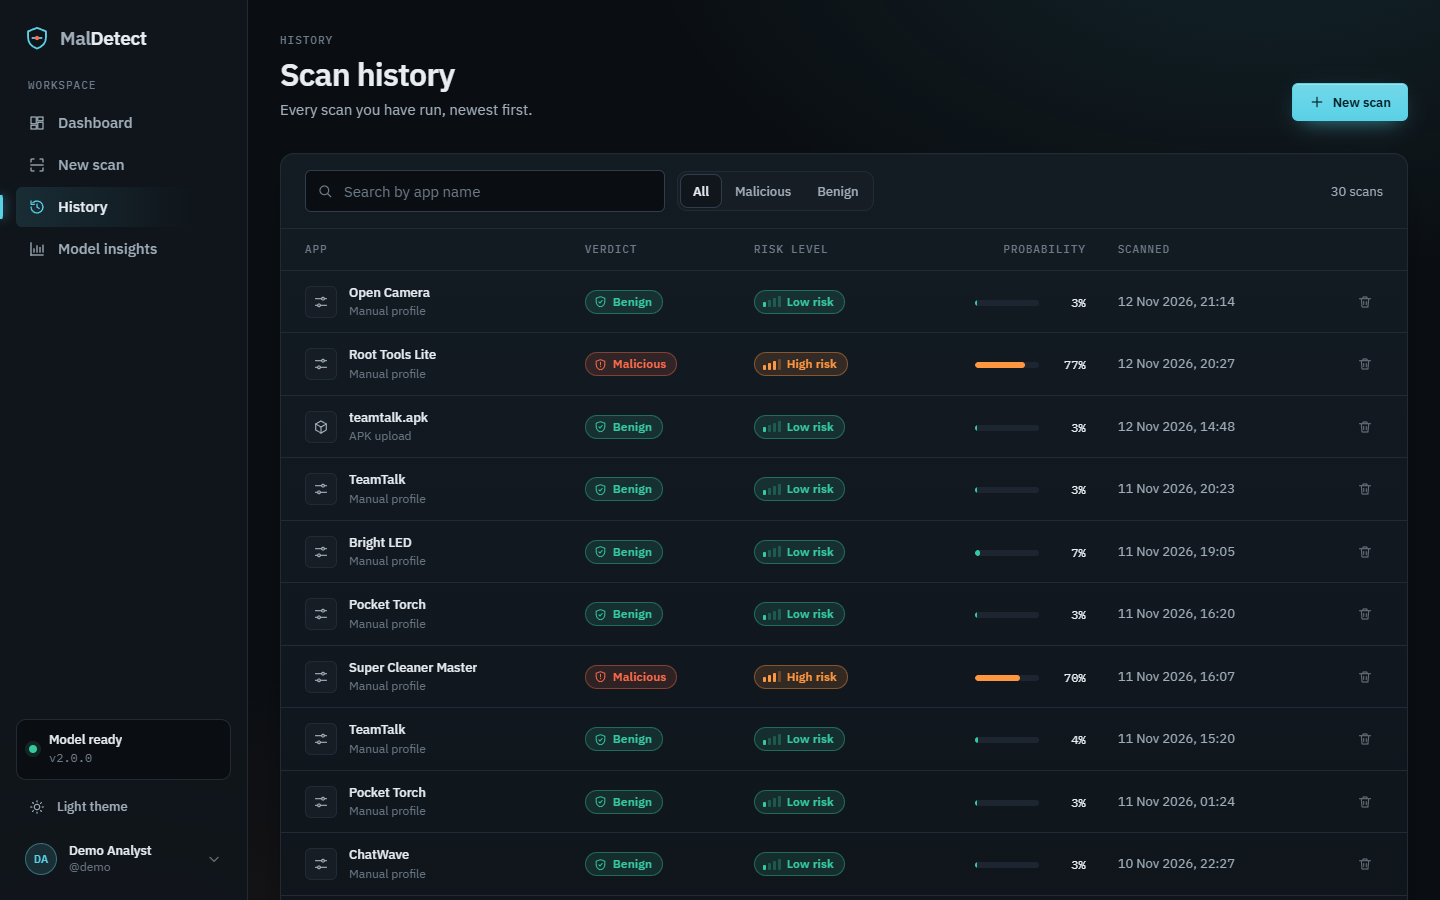 MalDetect
WORKSPACE
Dashboard
New scan
History
Model insights
Model ready
v2.0.0
Light theme
DA
Demo Analyst
@demo
HISTORY
Scan history
Every scan you have run, newest first.
New scan
Search by app name
All Malicious Benign
30 scans
APP VERDICT RISK LEVEL PROBABILITY SCANNED
Open Camera
Manual profile
Benign Low risk 3% 12 Nov 2026, 21:14
Root Tools Lite
Manual profile
Malicious High risk 77% 12 Nov 2026, 20:27
teamtalk.apk
APK upload
Benign Low risk 3% 12 Nov 2026, 14:48
TeamTalk
Manual profile
Benign Low risk 3% 11 Nov 2026, 20:23
Bright LED
Manual profile
Benign Low risk 7% 11 Nov 2026, 19:05
Pocket Torch
Manual profile
Benign Low risk 3% 11 Nov 2026, 16:20
Super Cleaner Master
Manual profile
Malicious High risk 70% 11 Nov 2026, 16:07
TeamTalk
Manual profile
Benign Low risk 4% 11 Nov 2026, 15:20
Pocket Torch
Manual profile
Benign Low risk 3% 11 Nov 2026, 01:24
ChatWave
Manual profile
Benign Low risk 3% 10 Nov 2026, 22:27